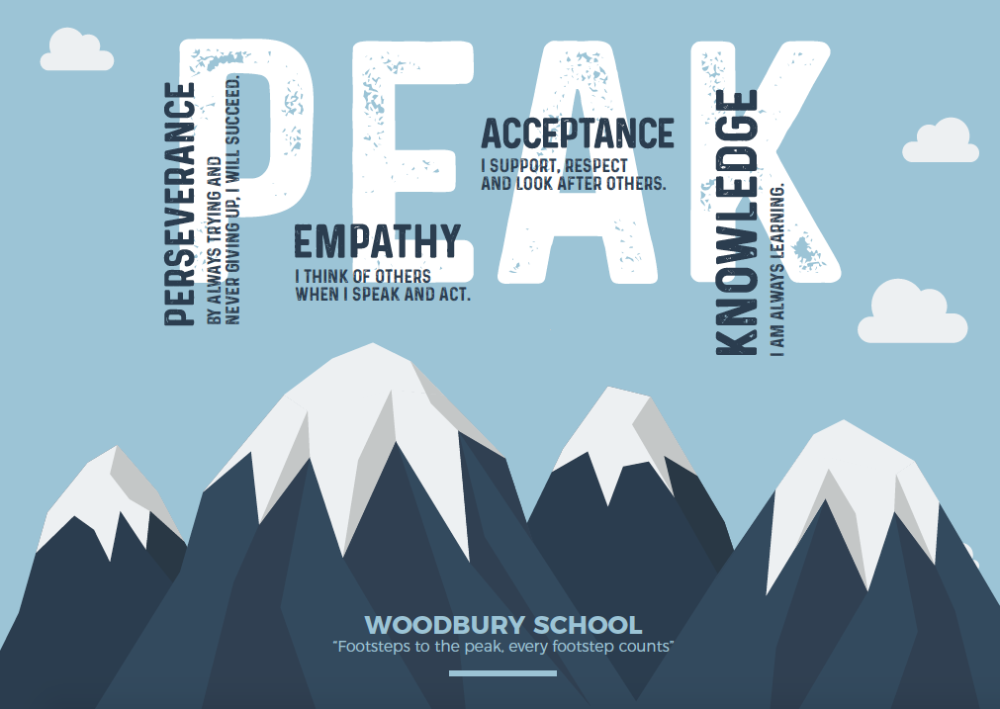 PEAK
PERSEVERANCE
BY ALWAYS TRYING AND
NEVER GIVING UP, I WILL SUCCEED.
EMPATHY
I THINK OF OTHERS
WHEN I SPEAK AND ACT.
ACCEPTANCE
I SUPPORT, RESPECT
AND LOOK AFTER OTHERS.
KNOWLEDGE
I AM ALWAYS LEARNING.
WOODBURY SCHOOL
"Footsteps to the peak, every footstep counts"